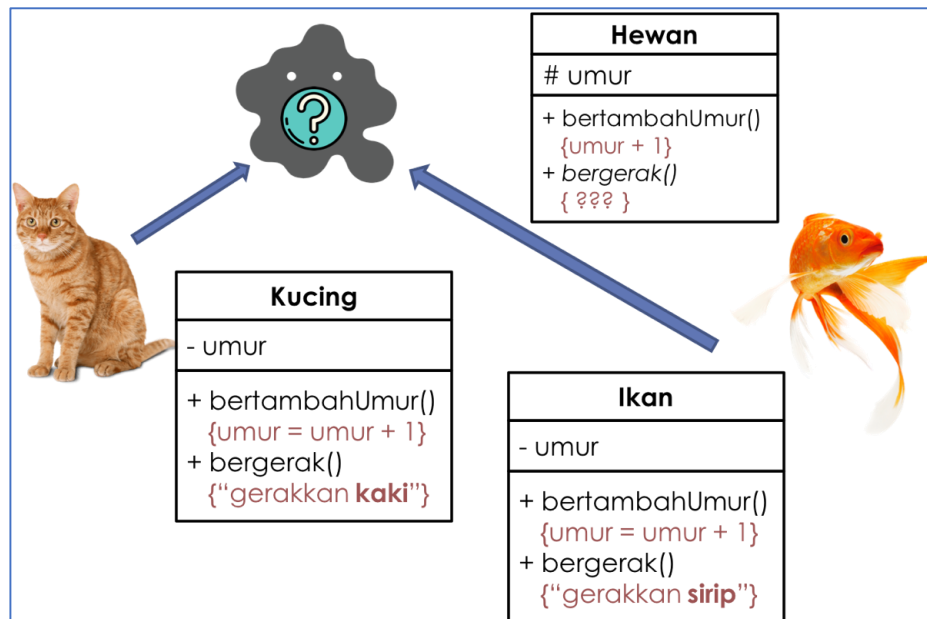 ?
Hewan
# umur
+ bertambahUmur()
{umur + 1}
+ bergerak()
{ ??? }
Kucing
- umur
+ bertambahUmur()
{umur = umur + 1}
+ bergerak()
{“gerakkan kaki”}
Ikan
- umur
+ bertambahUmur()
{umur = umur + 1}
+ bergerak()
{“gerakkan sirip”}